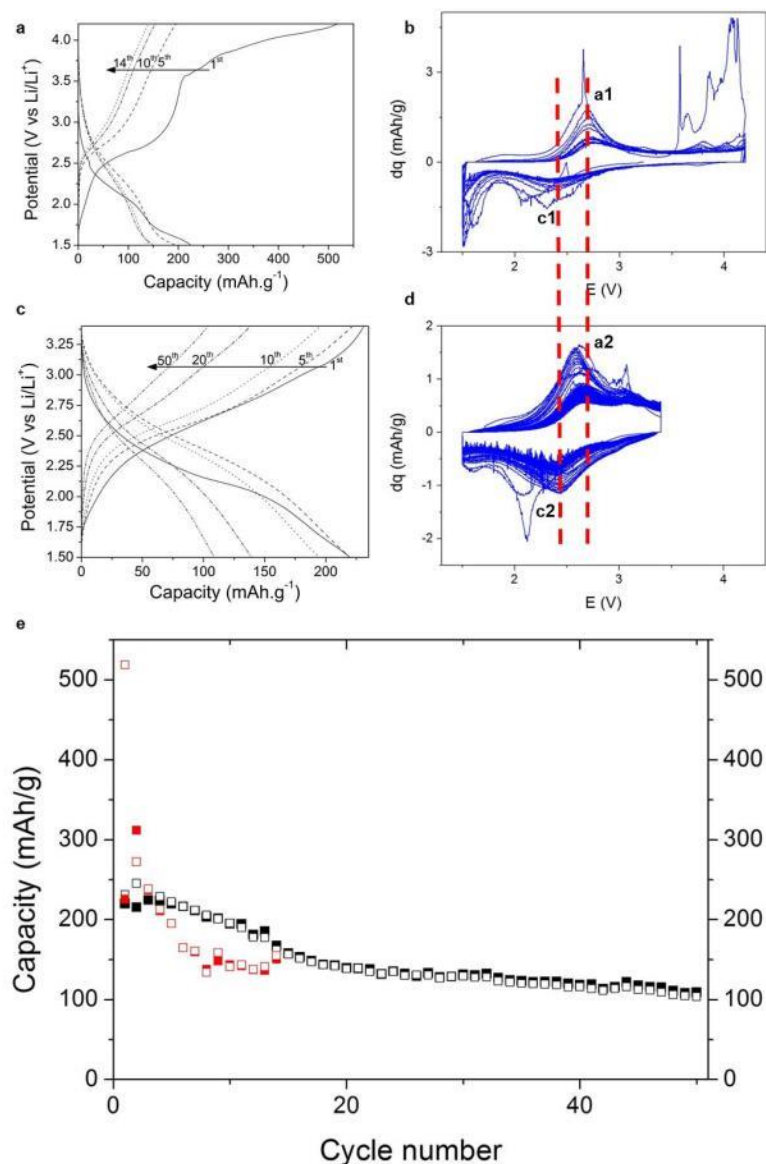 a
Potential (V vs Li/Li⁺)
4.0
3.5
3.0
2.5
2.0
1.5
14ᵗʰ 10ᵗʰ 5ᵗʰ 1ˢᵗ
0 100 200 300 400 500
Capacity (mAh.g⁻¹)
b
dq (mAh/g)
3
0
-3
a1
c1
2 3 4
E (V)
c
Potential (V vs Li/Li⁺)
3.25
3.00
2.75
2.50
2.25
2.00
1.75
1.50
50ᵗʰ 20ᵗʰ 10ᵗʰ 5ᵗʰ 1ˢᵗ
0 50 100 150 200
Capacity (mAh.g⁻¹)
d
dq (mAh/g)
2
1
0
-1
-2
a2
c2
2 3 4
E (V)
e
Capacity (mAh/g)
500 500
400 400
300 300
200 200
100 100
0 0
0 20 40
Cycle number